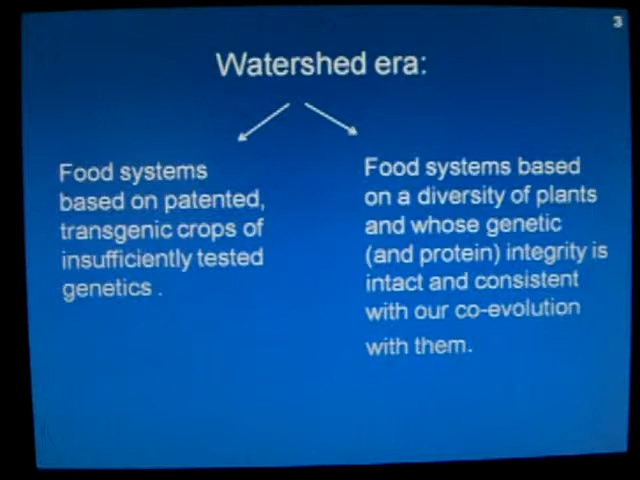 3
Watershed era:
Food systems
based on patented,
transgenic crops of
insufficiently tested
genetics .
Food systems based
on a diversity of plants
and whose genetic
(and protein) integrity is
intact and consistent
with our co-evolution
with them.